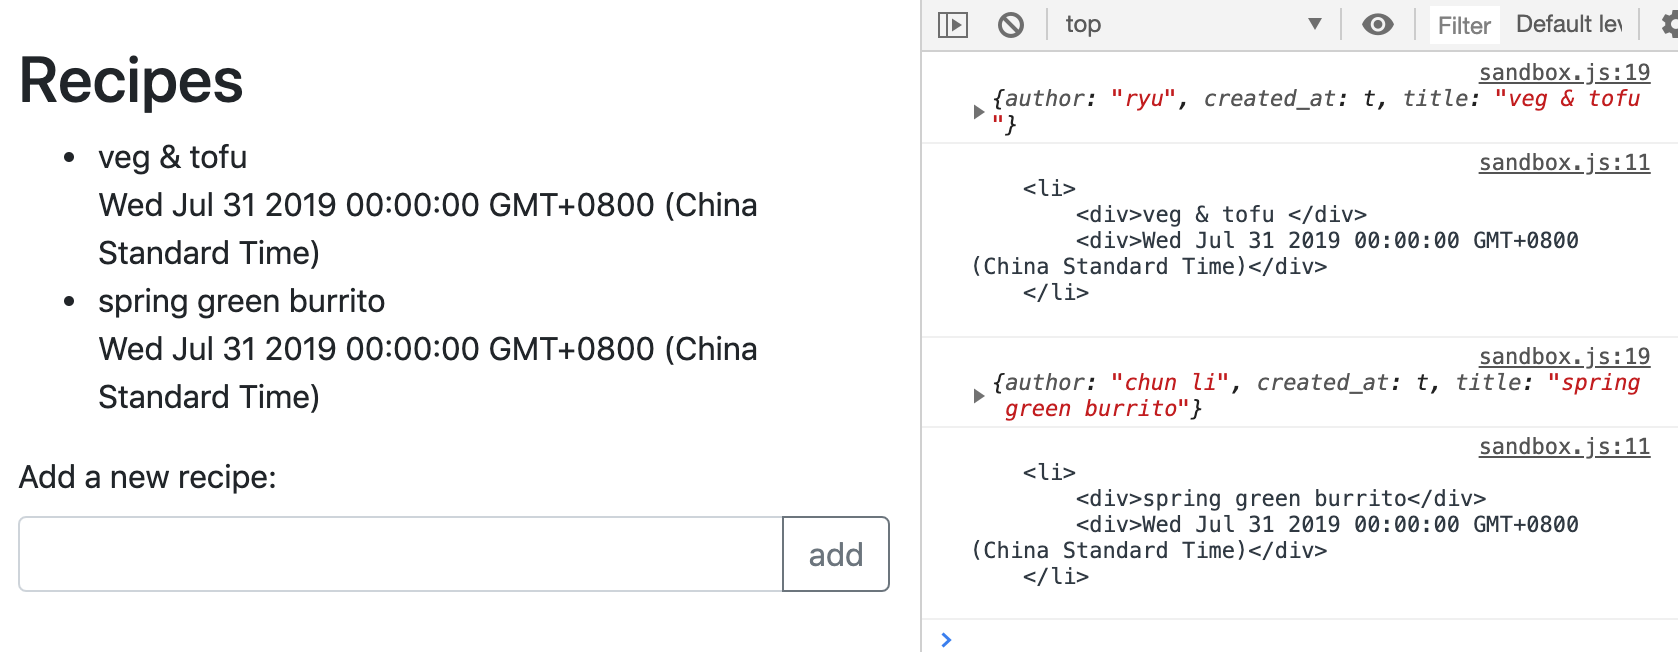 Recipes
• veg & tofu
Wed Jul 31 2019 00:00:00 GMT+0800 (China
Standard Time)
• spring green burrito
Wed Jul 31 2019 00:00:00 GMT+0800 (China
Standard Time)
Add a new recipe:
add
top
Filter
Default lev
sandbox.js:19
{author: "ryu", created_at: t, title: "veg & tofu
"}
sandbox.js:11
<li>
<div>veg & tofu </div>
<div>Wed Jul 31 2019 00:00:00 GMT+0800
(China Standard Time)</div>
</li>
sandbox.js:19
{author: "chun li", created_at: t, title: "spring
green burrito"}
sandbox.js:11
<li>
<div>spring green burrito</div>
<div>Wed Jul 31 2019 00:00:00 GMT+0800
(China Standard Time)</div>
</li>